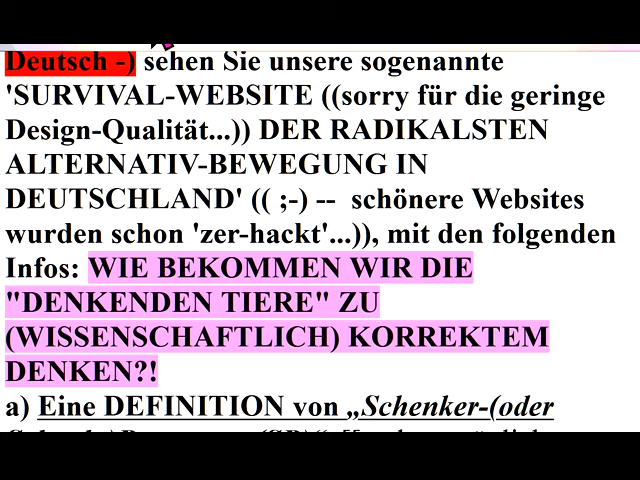 Deutsch -) sehen Sie unsere sogenannte
'SURVIVAL-WEBSITE ((sorry für die geringe
Design-Qualität...)) DER RADIKALSTEN
ALTERNATIV-BEWEGUNG IN
DEUTSCHLAND' (( ;-) -- schönere Websites
wurden schon 'zer-hackt'...)), mit den folgenden
Infos: WIE BEKOMMEN WIR DIE
"DENKENDEN TIERE" ZU
(WISSENSCHAFTLICH) KORREKTEM
DENKEN?!
a) Eine DEFINITION von „Schenker-(oder